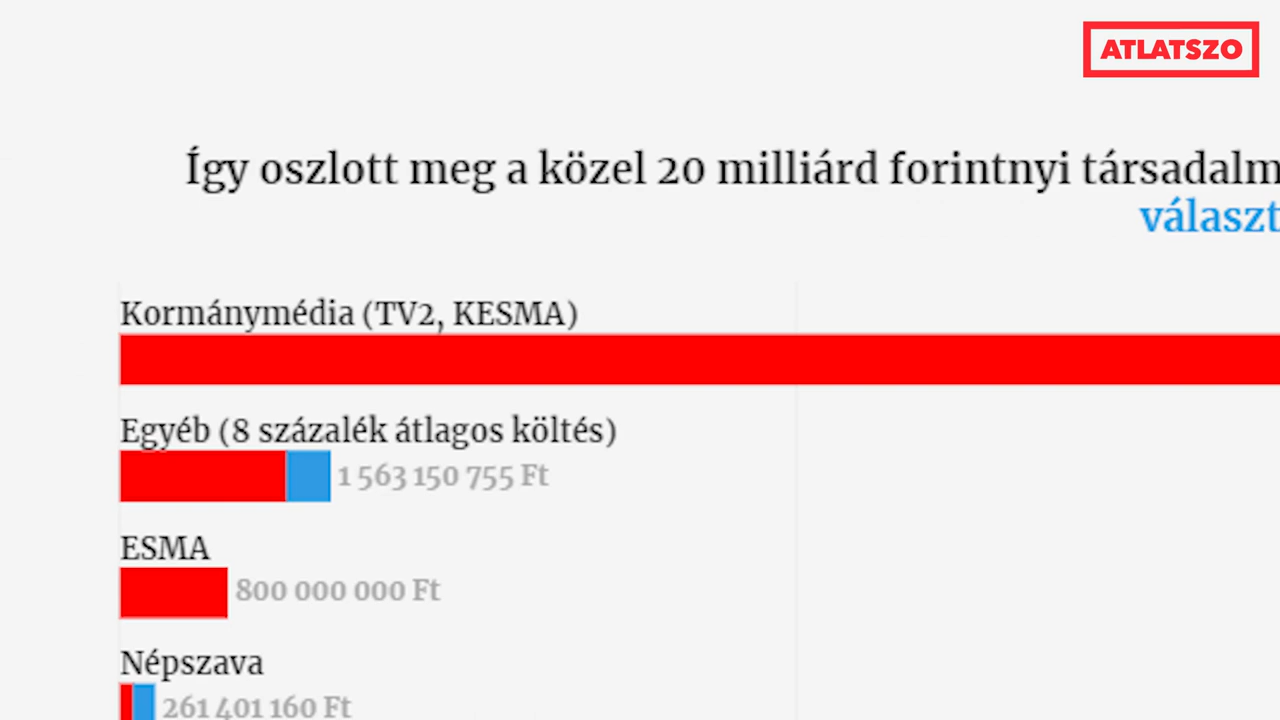 ATLATSZO
Így oszlott meg a közel 20 milliárd forintnyi társadalm
választ
Kormánymédia (TV2, KESMA)
Egyéb (8 százalék átlagos költés)
1 563 150 755 Ft
ESMA
800 000 000 Ft
Népszava
261 401 160 Ft